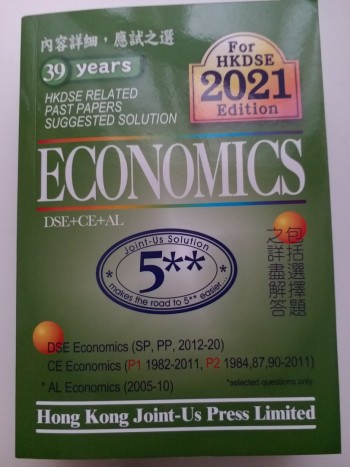 內容詳細，應試之選
39 years
For
HKDSE
2021
Edition
HKDSE RELATED
PAST PAPERS
SUGGESTED SOLUTION
ECONOMICS
DSE+CE+AL
Joint-Us Solution
5**
* makes the road to 5** easier *
包括選擇題
之詳盡解答
DSE Economics (SP, PP, 2012-20)
CE Economics (P1 1982-2011, P2 1984,87,90-2011)
* AL Economics (2005-10)
*selected questions only
Hong Kong Joint-Us Press Limited